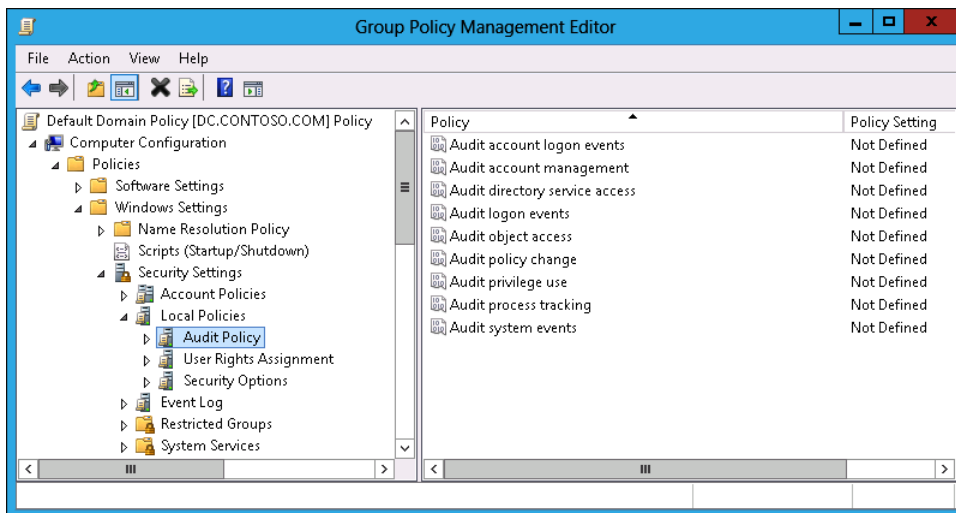 Group Policy Management Editor
File Action View Help
Default Domain Policy [DC.CONTOSO.COM] Policy
Computer Configuration
Policies
Software Settings
Windows Settings
Name Resolution Policy
Scripts (Startup/Shutdown)
Security Settings
Account Policies
Local Policies
Audit Policy
User Rights Assignment
Security Options
Event Log
Restricted Groups
System Services
Policy Policy Setting
Audit account logon events Not Defined
Audit account management Not Defined
Audit directory service access Not Defined
Audit logon events Not Defined
Audit object access Not Defined
Audit policy change Not Defined
Audit privilege use Not Defined
Audit process tracking Not Defined
Audit system events Not Defined